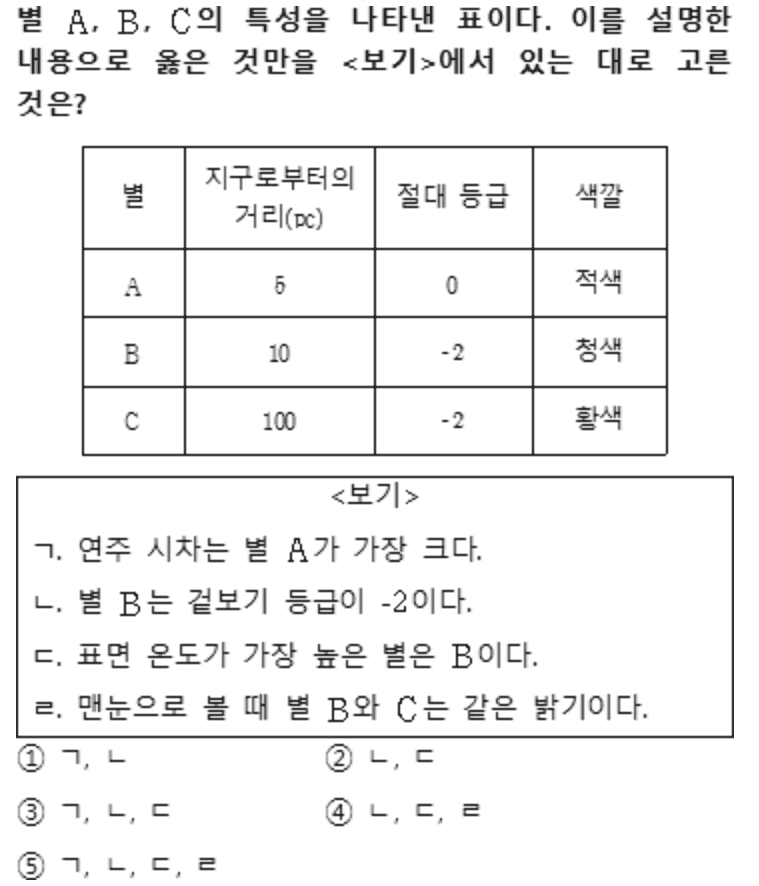 별 A, B, C의 특성을 나타낸 표이다. 이를 설명한
내용으로 옳은 것만을 <보기>에서 있는 대로 고른
것은?
별 지구로부터의 거리(pc) 절대 등급 색깔
A 5 0 적색
B 10 -2 청색
C 100 -2 황색
<보기>
ㄱ. 연주 시차는 별 A가 가장 크다.
ㄴ. 별 B는 겉보기 등급이 -2이다.
ㄷ. 표면 온도가 가장 높은 별은 B이다.
ㄹ. 맨눈으로 볼 때 별 B와 C는 같은 밝기이다.
① ㄱ, ㄴ ② ㄴ, ㄷ
③ ㄱ, ㄴ, ㄷ ④ ㄴ, ㄷ, ㄹ
⑤ ㄱ, ㄴ, ㄷ, ㄹ